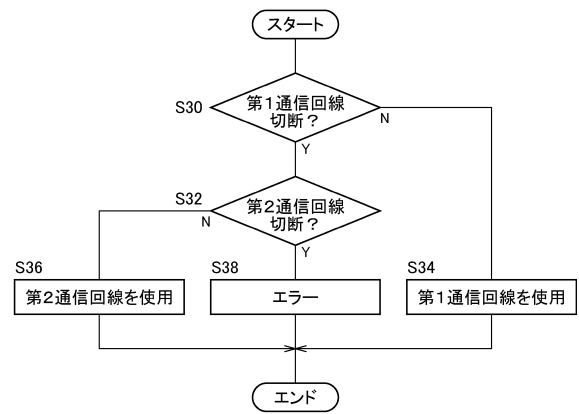 スタート
S30
第1通信回線
切断？
N
Y
S32
第2通信回線
切断？
N
Y
S36
第2通信回線を使用
S38
エラー
S34
第1通信回線を使用
エンド